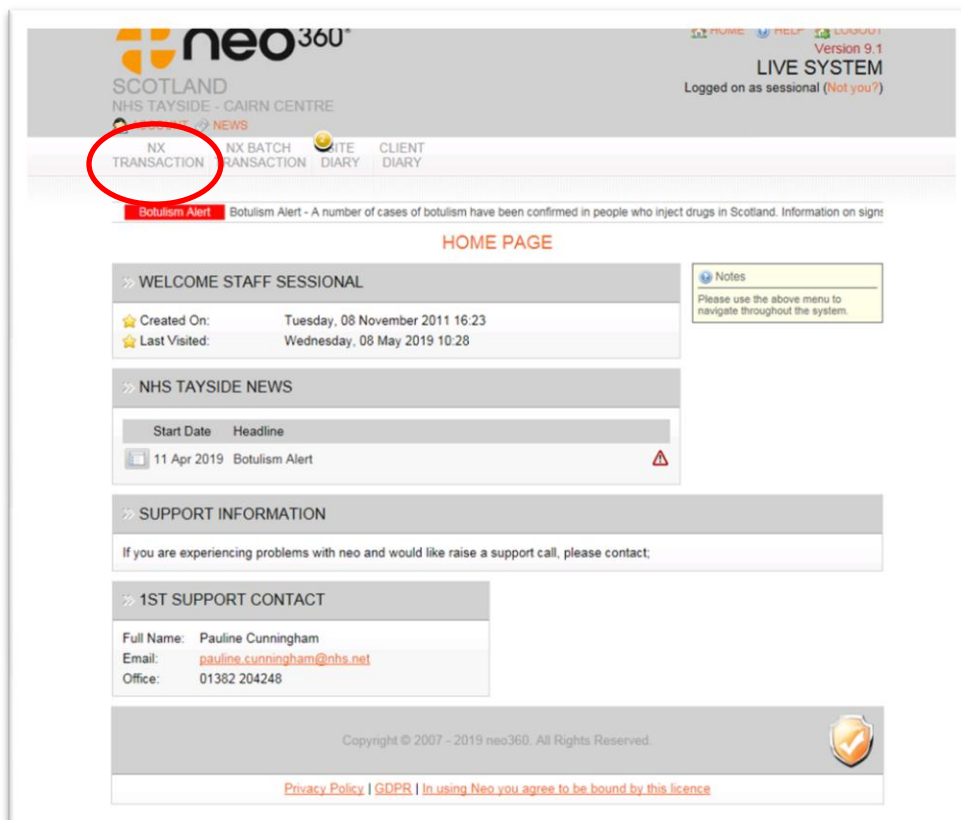 neo360°
HOME HELP LOGOUT
Version 9.1
LIVE SYSTEM
Logged on as sessional (Not you?)
SCOTLAND
NHS TAYSIDE - CAIRN CENTRE
ACCOUNT NEWS
NX TRANSACTION
NX BATCH TRANSACTION
SITE DIARY
CLIENT DIARY
Botulism Alert Botulism Alert - A number of cases of botulism have been confirmed in people who inject drugs in Scotland. Information on signs
HOME PAGE
WELCOME STAFF SESSIONAL
Created On: Tuesday, 08 November 2011 16:23
Last Visited: Wednesday, 08 May 2019 10:28
Notes
Please use the above menu to
navigate throughout the system.
NHS TAYSIDE NEWS
Start Date Headline
11 Apr 2019 Botulism Alert
SUPPORT INFORMATION
If you are experiencing problems with neo and would like raise a support call, please contact;
1ST SUPPORT CONTACT
Full Name: Pauline Cunningham
Email: pauline.cunningham@nhs.net
Office: 01382 204248
Copyright © 2007 - 2019 neo360. All Rights Reserved.
Privacy Policy | GDPR | In using Neo you agree to be bound by this licence